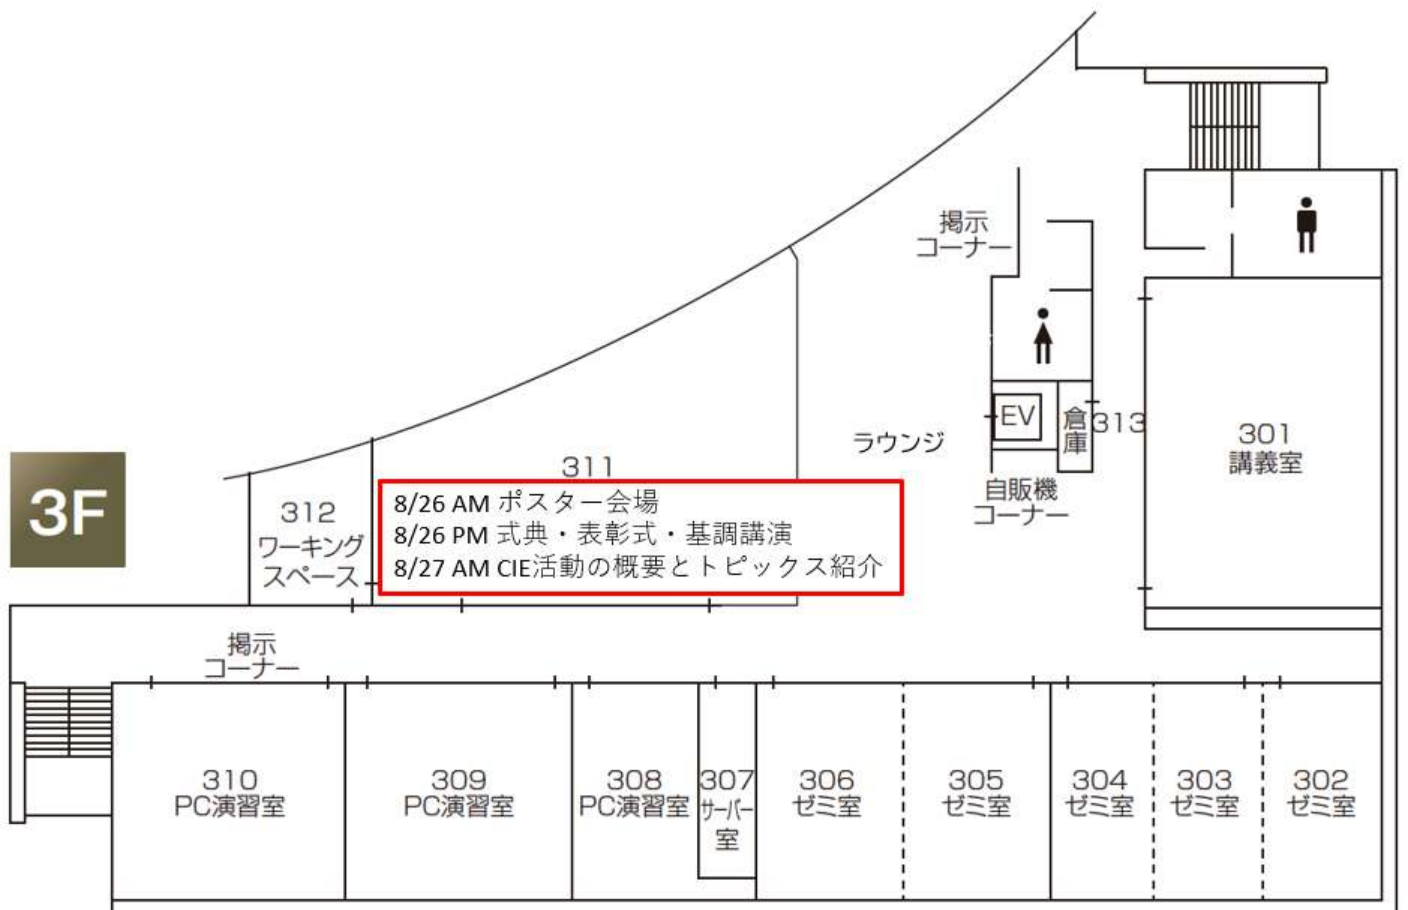 掲示
コーナー
EV
倉庫
313
ラウンジ
301
講義室
3F
311
自販機
コーナー
312
ワーキング
スペース
8/26 AM ポスター会場
8/26 PM 式典・表彰式・基調講演
8/27 AM CIE活動の概要とトピックス紹介
掲示
コーナー
310
PC演習室
309
PC演習室
308
PC演習室
307
サーバー
室
306
ゼミ室
305
ゼミ室
304
ゼミ室
303
ゼミ室
302
ゼミ室